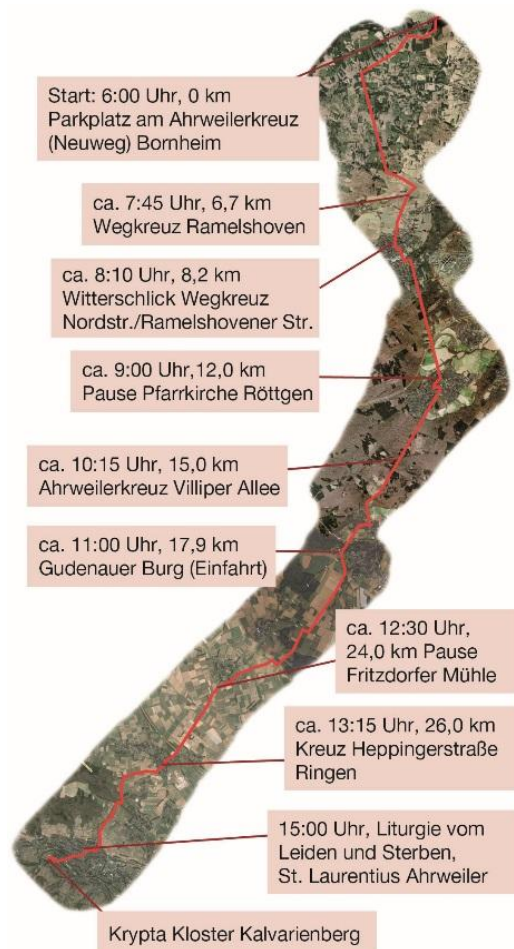 Start: 6:00 Uhr, 0 km
Parkplatz am Ahrweilerkreuz
(Neuweg) Bornheim
ca. 7:45 Uhr, 6,7 km
Wegkreuz Ramelshoven
ca. 8:10 Uhr, 8,2 km
Witterschlick Wegkreuz
Nordstr./Ramelshovener Str.
ca. 9:00 Uhr,12,0 km
Pause Pfarrkirche Röttgen
ca. 10:15 Uhr, 15,0 km
Ahrweilerkreuz Villiper Allee
ca. 11:00 Uhr, 17,9 km
Gudenauer Burg (Einfahrt)
ca. 12:30 Uhr,
24,0 km Pause
Fritzdorfer Mühle
ca. 13:15 Uhr, 26,0 km
Kreuz Heppingerstraße
Ringen
15:00 Uhr, Liturgie vom
Leiden und Sterben,
St. Laurentius Ahrweiler
Krypta Kloster Kalvarienberg